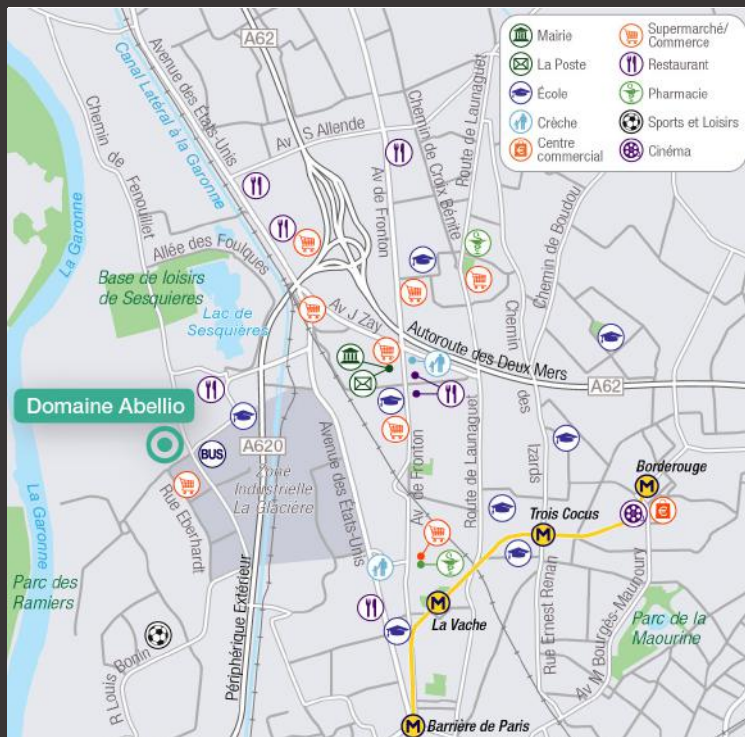 A62
Mairie
Supermarché/
Commerce
La Poste
Restaurant
École
Pharmacie
Crèche
Sports et Loisirs
Centre
commercial
Cinéma
Avenue des États-Unis
Canal Latéral à la Garonne
La Garonne
Chemin de Fenouillet
Av S Allende
Av de Fronton
Chemin de Croix Bénite
Route de Launaguet
Chemin de Boudou
Allée des Foulques
Base de loisirs
de Sesquieres
Lac de
Sesquières
Av J Zay
Autoroute des Deux Mers
A62
Chemin des Izards
Domaine Abellio
BUS
A620
Zone
Industrielle
La Glacière
Avenue des États-Unis
Av de Fronton
Route de Launaguet
Borderouge
M
Trois Cocus
M
La Garonne
Rue Eberhardt
Parc des
Ramiers
Périphérique Extérieur
R Louis Bonin
M
La Vache
Rue Ernest Renan
Av M Bourgès-Maunoury
Parc de la
Maourine
M
Barrière de Paris